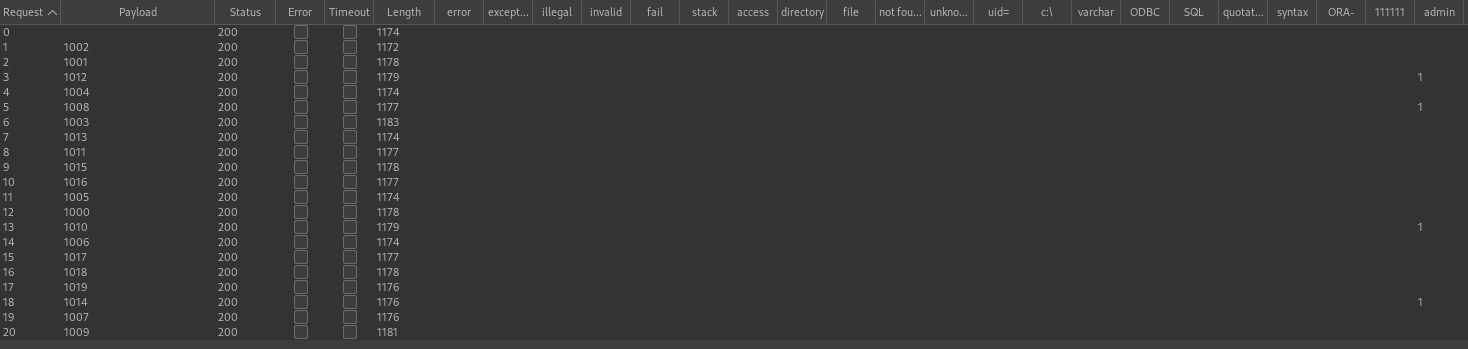 Request Payload Status Error Timeout Length error except... illegal invalid fail stack access directory file not fou... unkno... uid= c:\ varchar ODBC SQL quotat... syntax ORA- 111111 admin
0 200 1174
1 1002 200 1172
2 1001 200 1178
3 1012 200 1179 1
4 1004 200 1174
5 1008 200 1177 1
6 1003 200 1183
7 1013 200 1174
8 1011 200 1177
9 1015 200 1178
10 1016 200 1177
11 1005 200 1174
12 1000 200 1178
13 1010 200 1179 1
14 1006 200 1174
15 1017 200 1177
16 1018 200 1178
17 1019 200 1176
18 1014 200 1176 1
19 1007 200 1176
20 1009 200 1181